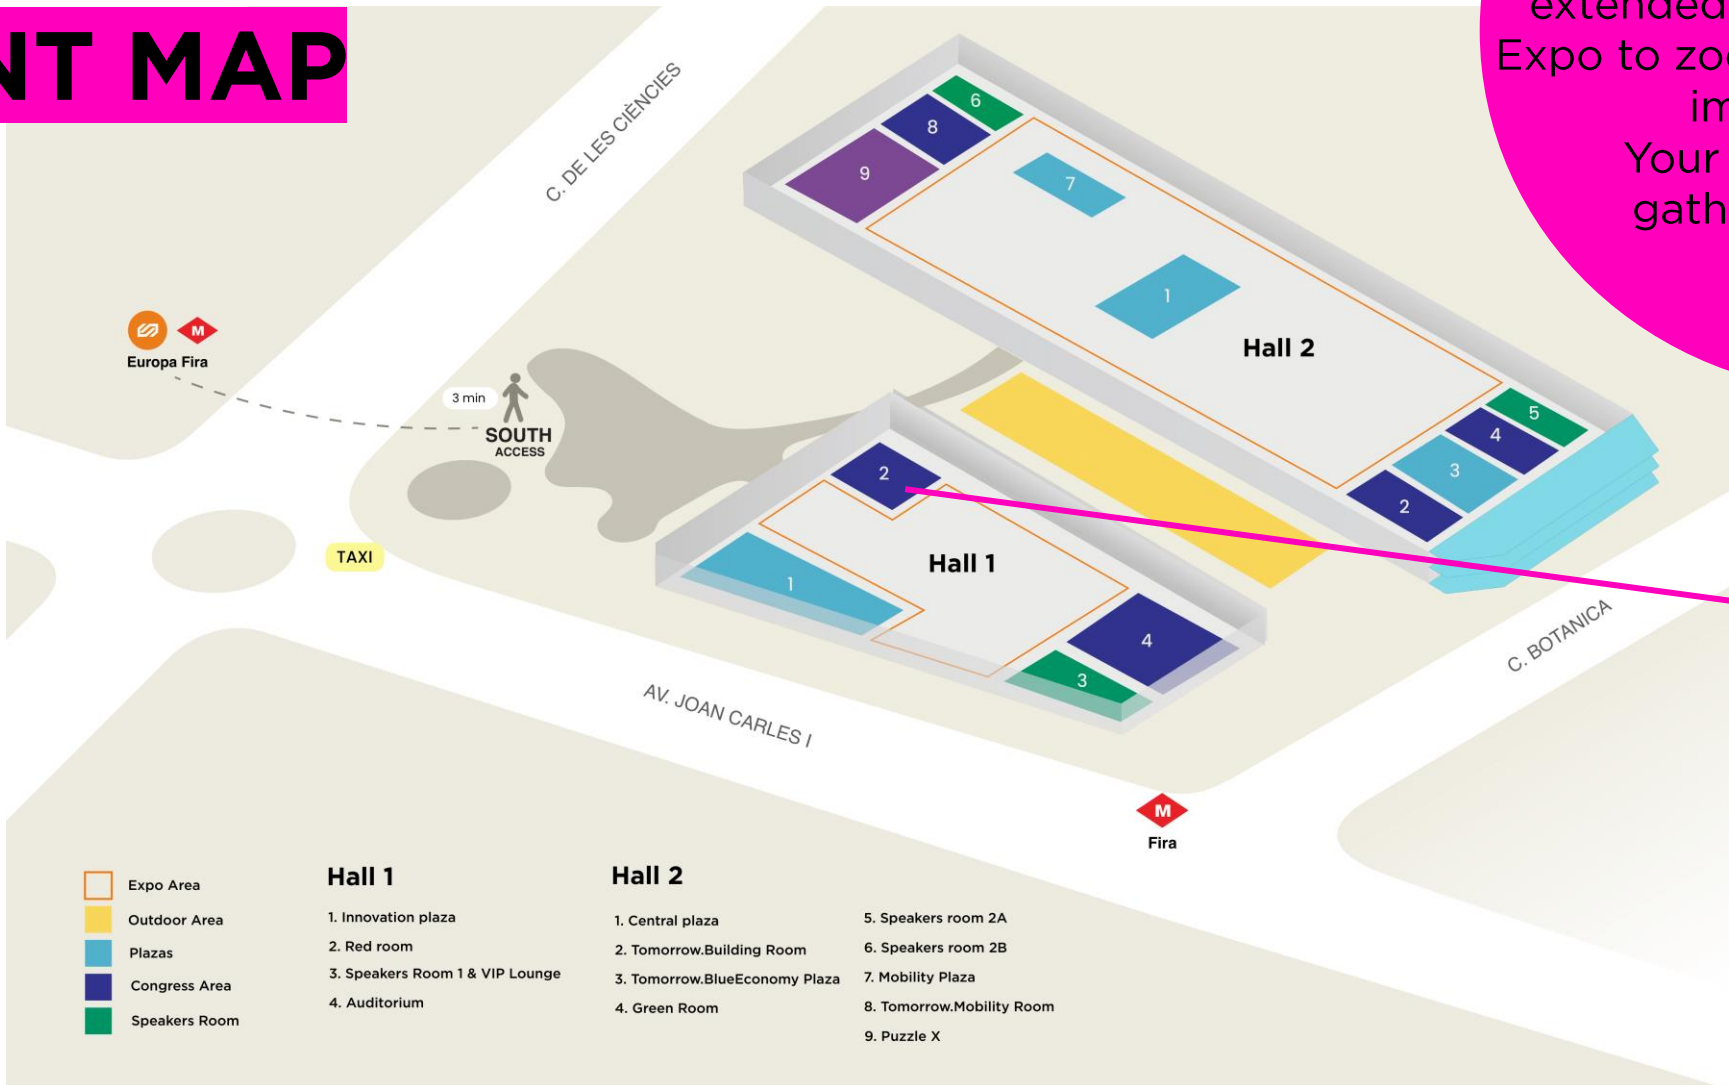 NT MAP
extended
Expo to zo
im
Your
gath
C. DE LES CIÈNCIES
6
8
9
7
1
Hall 2
5
4
3
2
M
Europa Fira
3 min
SOUTH
ACCESS
TAXI
2
Hall 1
1
4
3
C. BOTANICA
AV. JOAN CARLES I
M
Fira
Expo Area
Outdoor Area
Plazas
Congress Area
Speakers Room
Hall 1
1. Innovation plaza
2. Red room
3. Speakers Room 1 & VIP Lounge
4. Auditorium
Hall 2
1. Central plaza
2. Tomorrow.Building Room
3. Tomorrow.BlueEconomy Plaza
4. Green Room
5. Speakers room 2A
6. Speakers room 2B
7. Mobility Plaza
8. Tomorrow.Mobility Room
9. Puzzle X